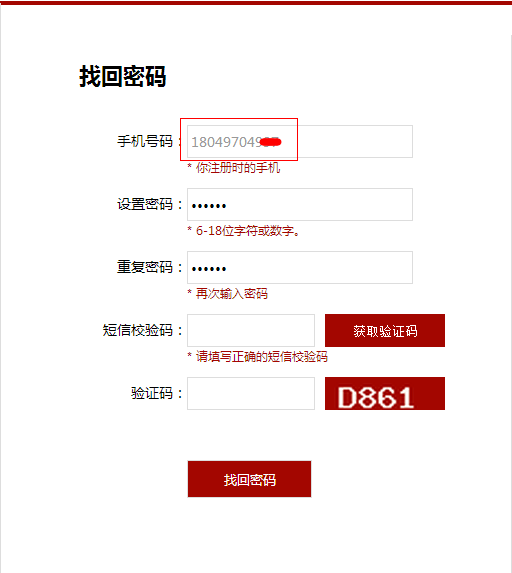 找回密码
手机号码：18049704
* 你注册时的手机
设置密码：••••••
* 6-18位字符或数字。
重复密码：••••••
* 再次输入密码
短信校验码： 获取验证码
* 请填写正确的短信校验码
验证码： D861
找回密码